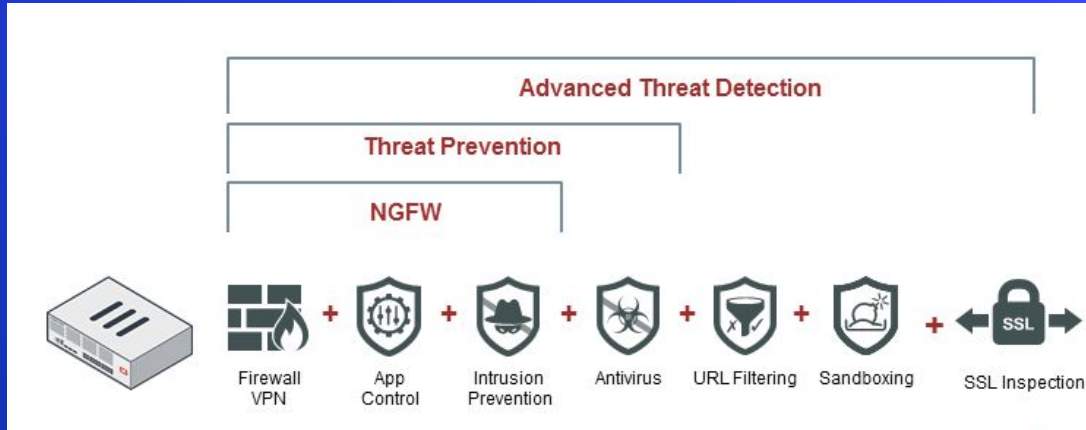 Advanced Threat Detection
Threat Prevention
NGFW
SSL
Firewall
VPN
App
Control
Intrusion
Prevention
Antivirus
URL Filtering
Sandboxing
SSL Inspection